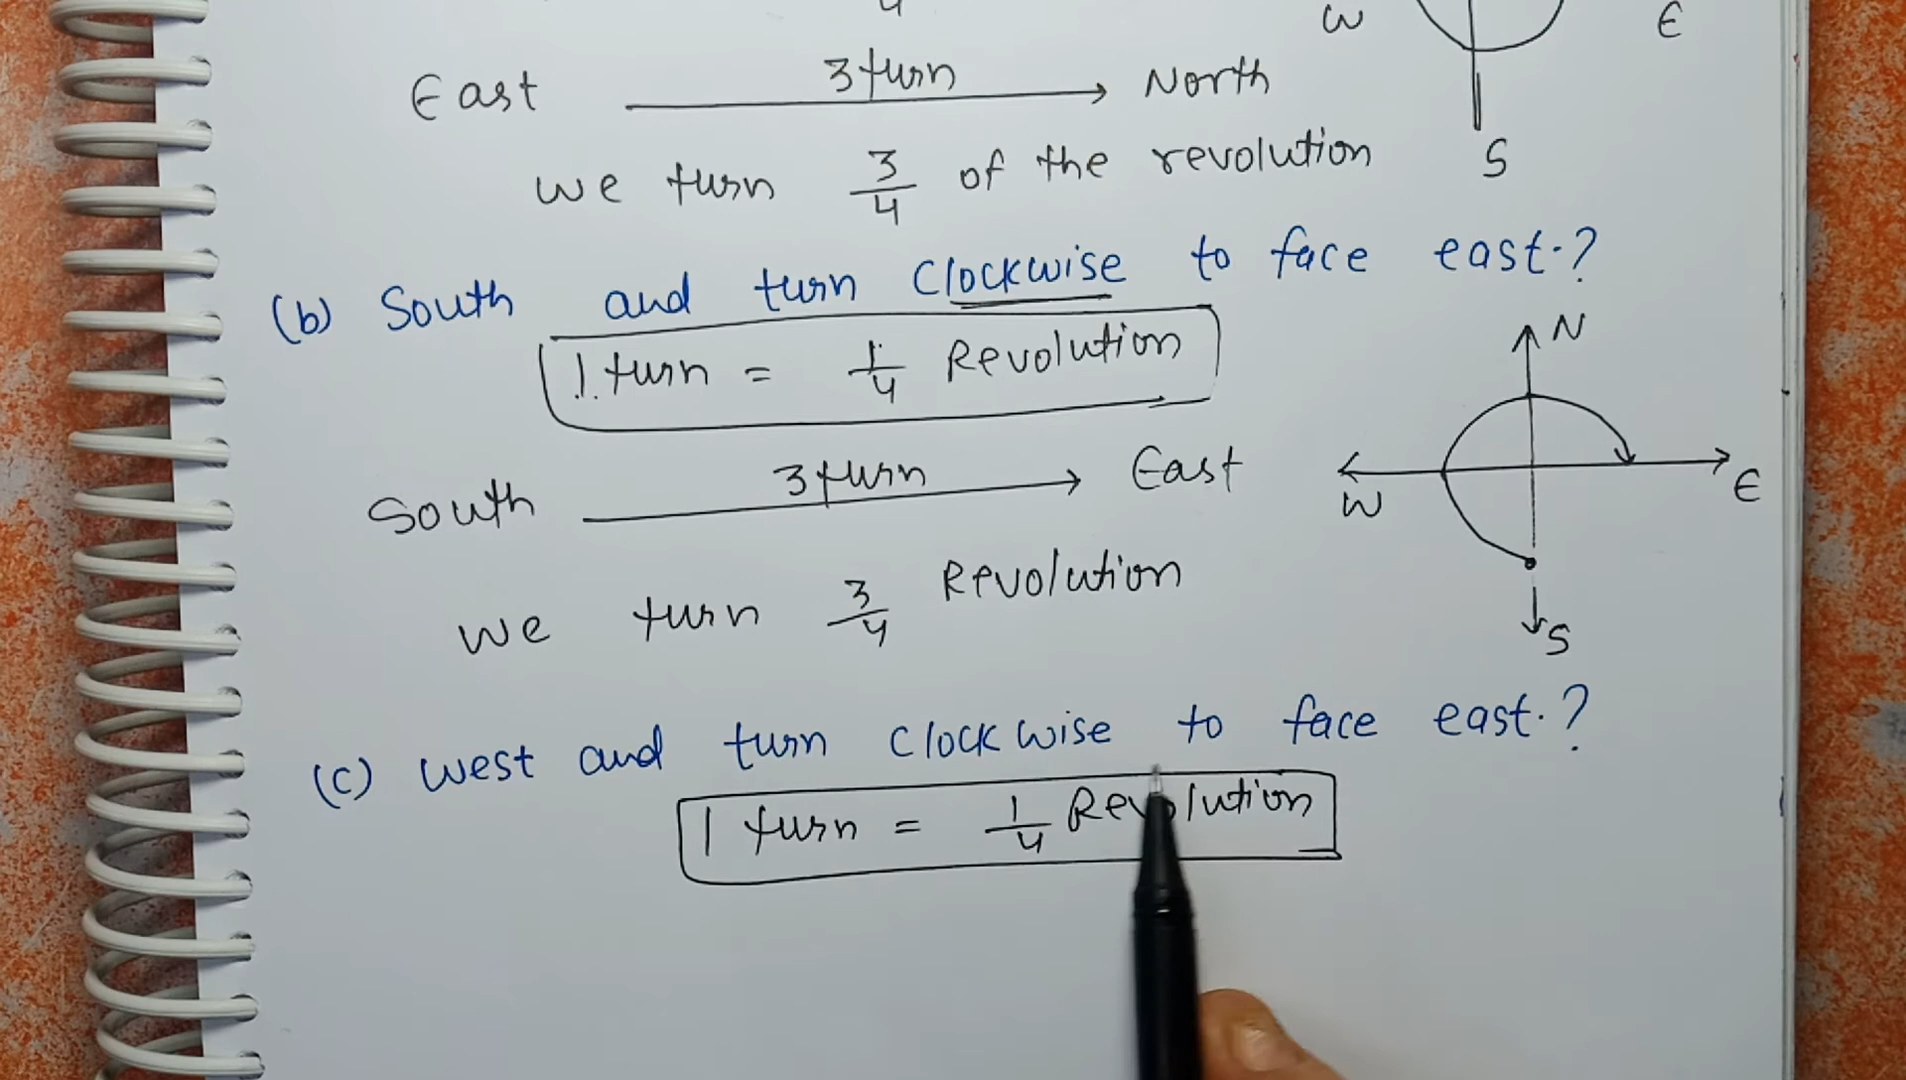 4
W E
East 3 turn North
S
we turn 3/4 of the revolution
(b) South and turn Clockwise to face east.?
1 turn = 1/4 Revolution
N
South 3 turn East
W E
we turn 3/4 Revolution
S
(c) west and turn clockwise to face east.?
1 turn = 1/4 Revolution